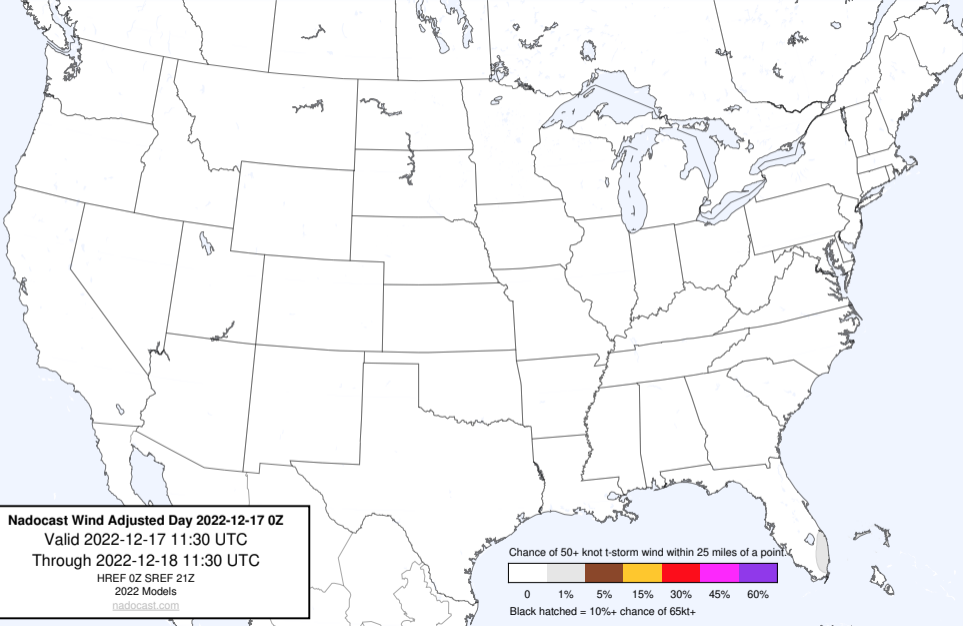 Nadocast Wind Adjusted Day 2022-12-17 0Z
Valid 2022-12-17 11:30 UTC
Through 2022-12-18 11:30 UTC
HREF 0Z SREF 21Z
2022 Models
nadocast.com
Chance of 50+ knot t-storm wind within 25 miles of a point.
0 1% 5% 15% 30% 45% 60%
Black hatched = 10%+ chance of 65kt+